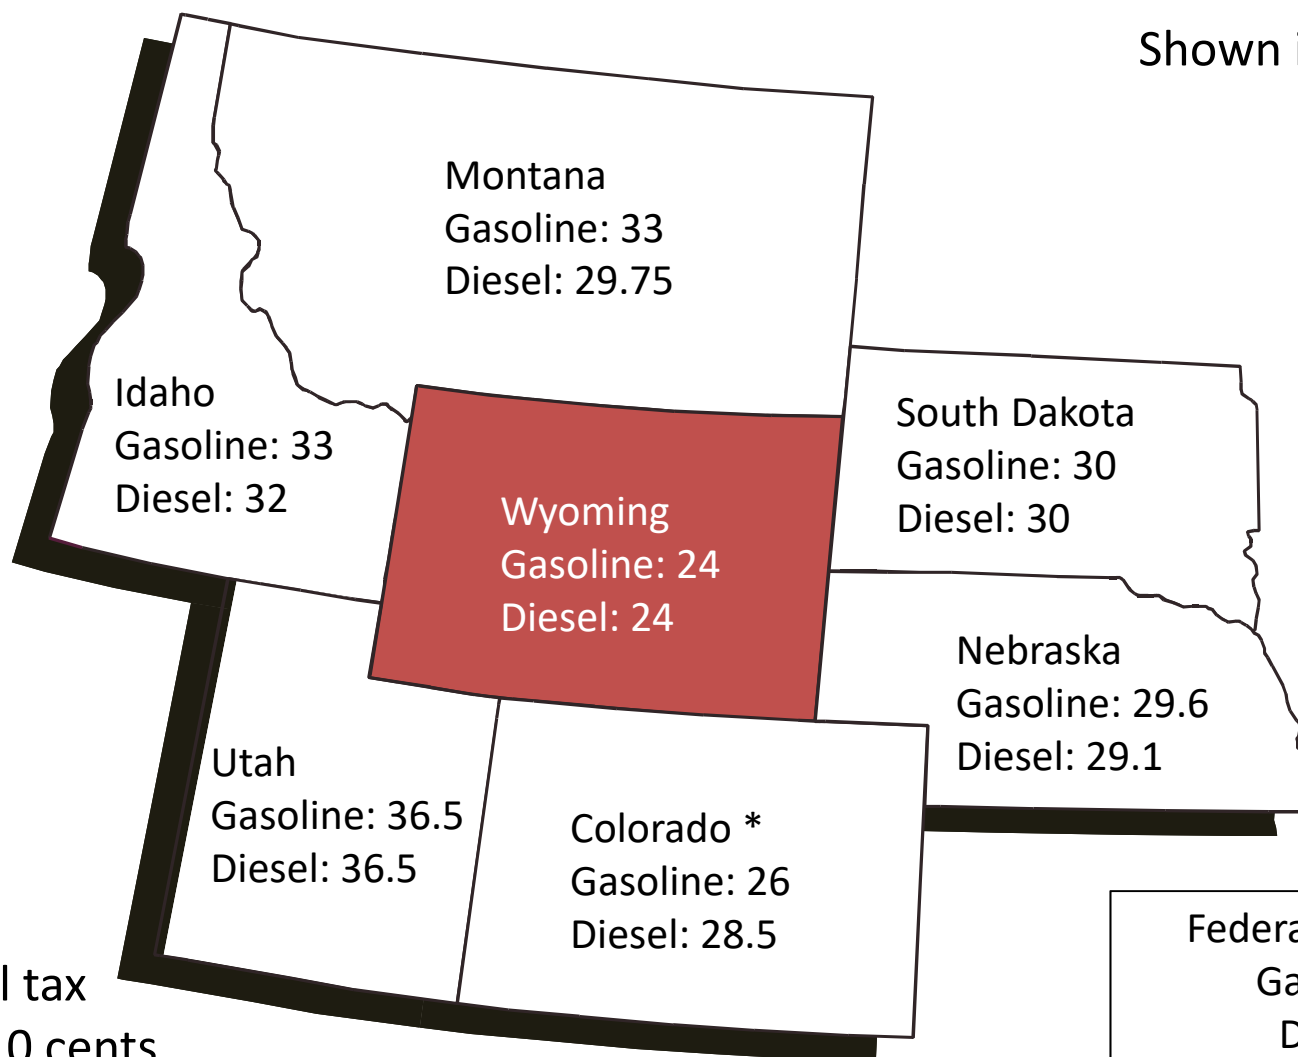 Shown
Montana
Gasoline: 33
Diesel: 29.75
Idaho
Gasoline: 33
Diesel: 32
South Dakota
Gasoline: 30
Diesel: 30
Wyoming
Gasoline: 24
Diesel: 24
Nebraska
Gasoline: 29.6
Diesel: 29.1
Utah
Gasoline: 36.5
Diesel: 36.5
Colorado *
Gasoline: 26
Diesel: 28.5
tax
0 cents